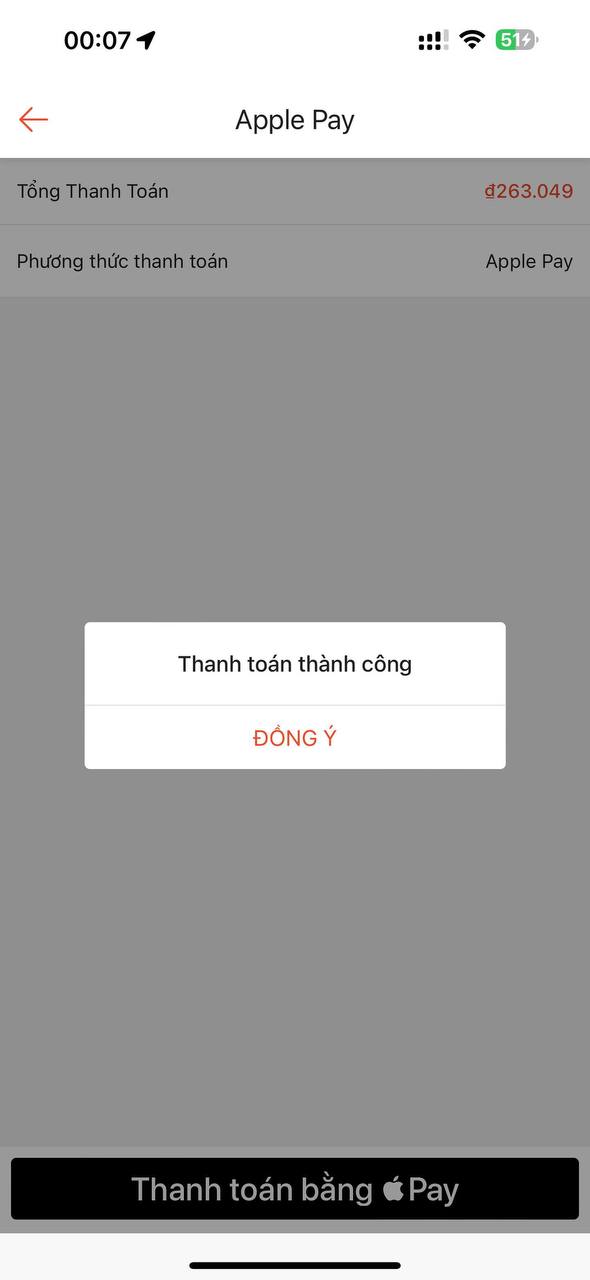 00:07
51
Apple Pay
Tổng Thanh Toán
₫263.049
Phương thức thanh toán
Apple Pay
Thanh toán thành công
ĐỒNG Ý
Thanh toán bằng Pay